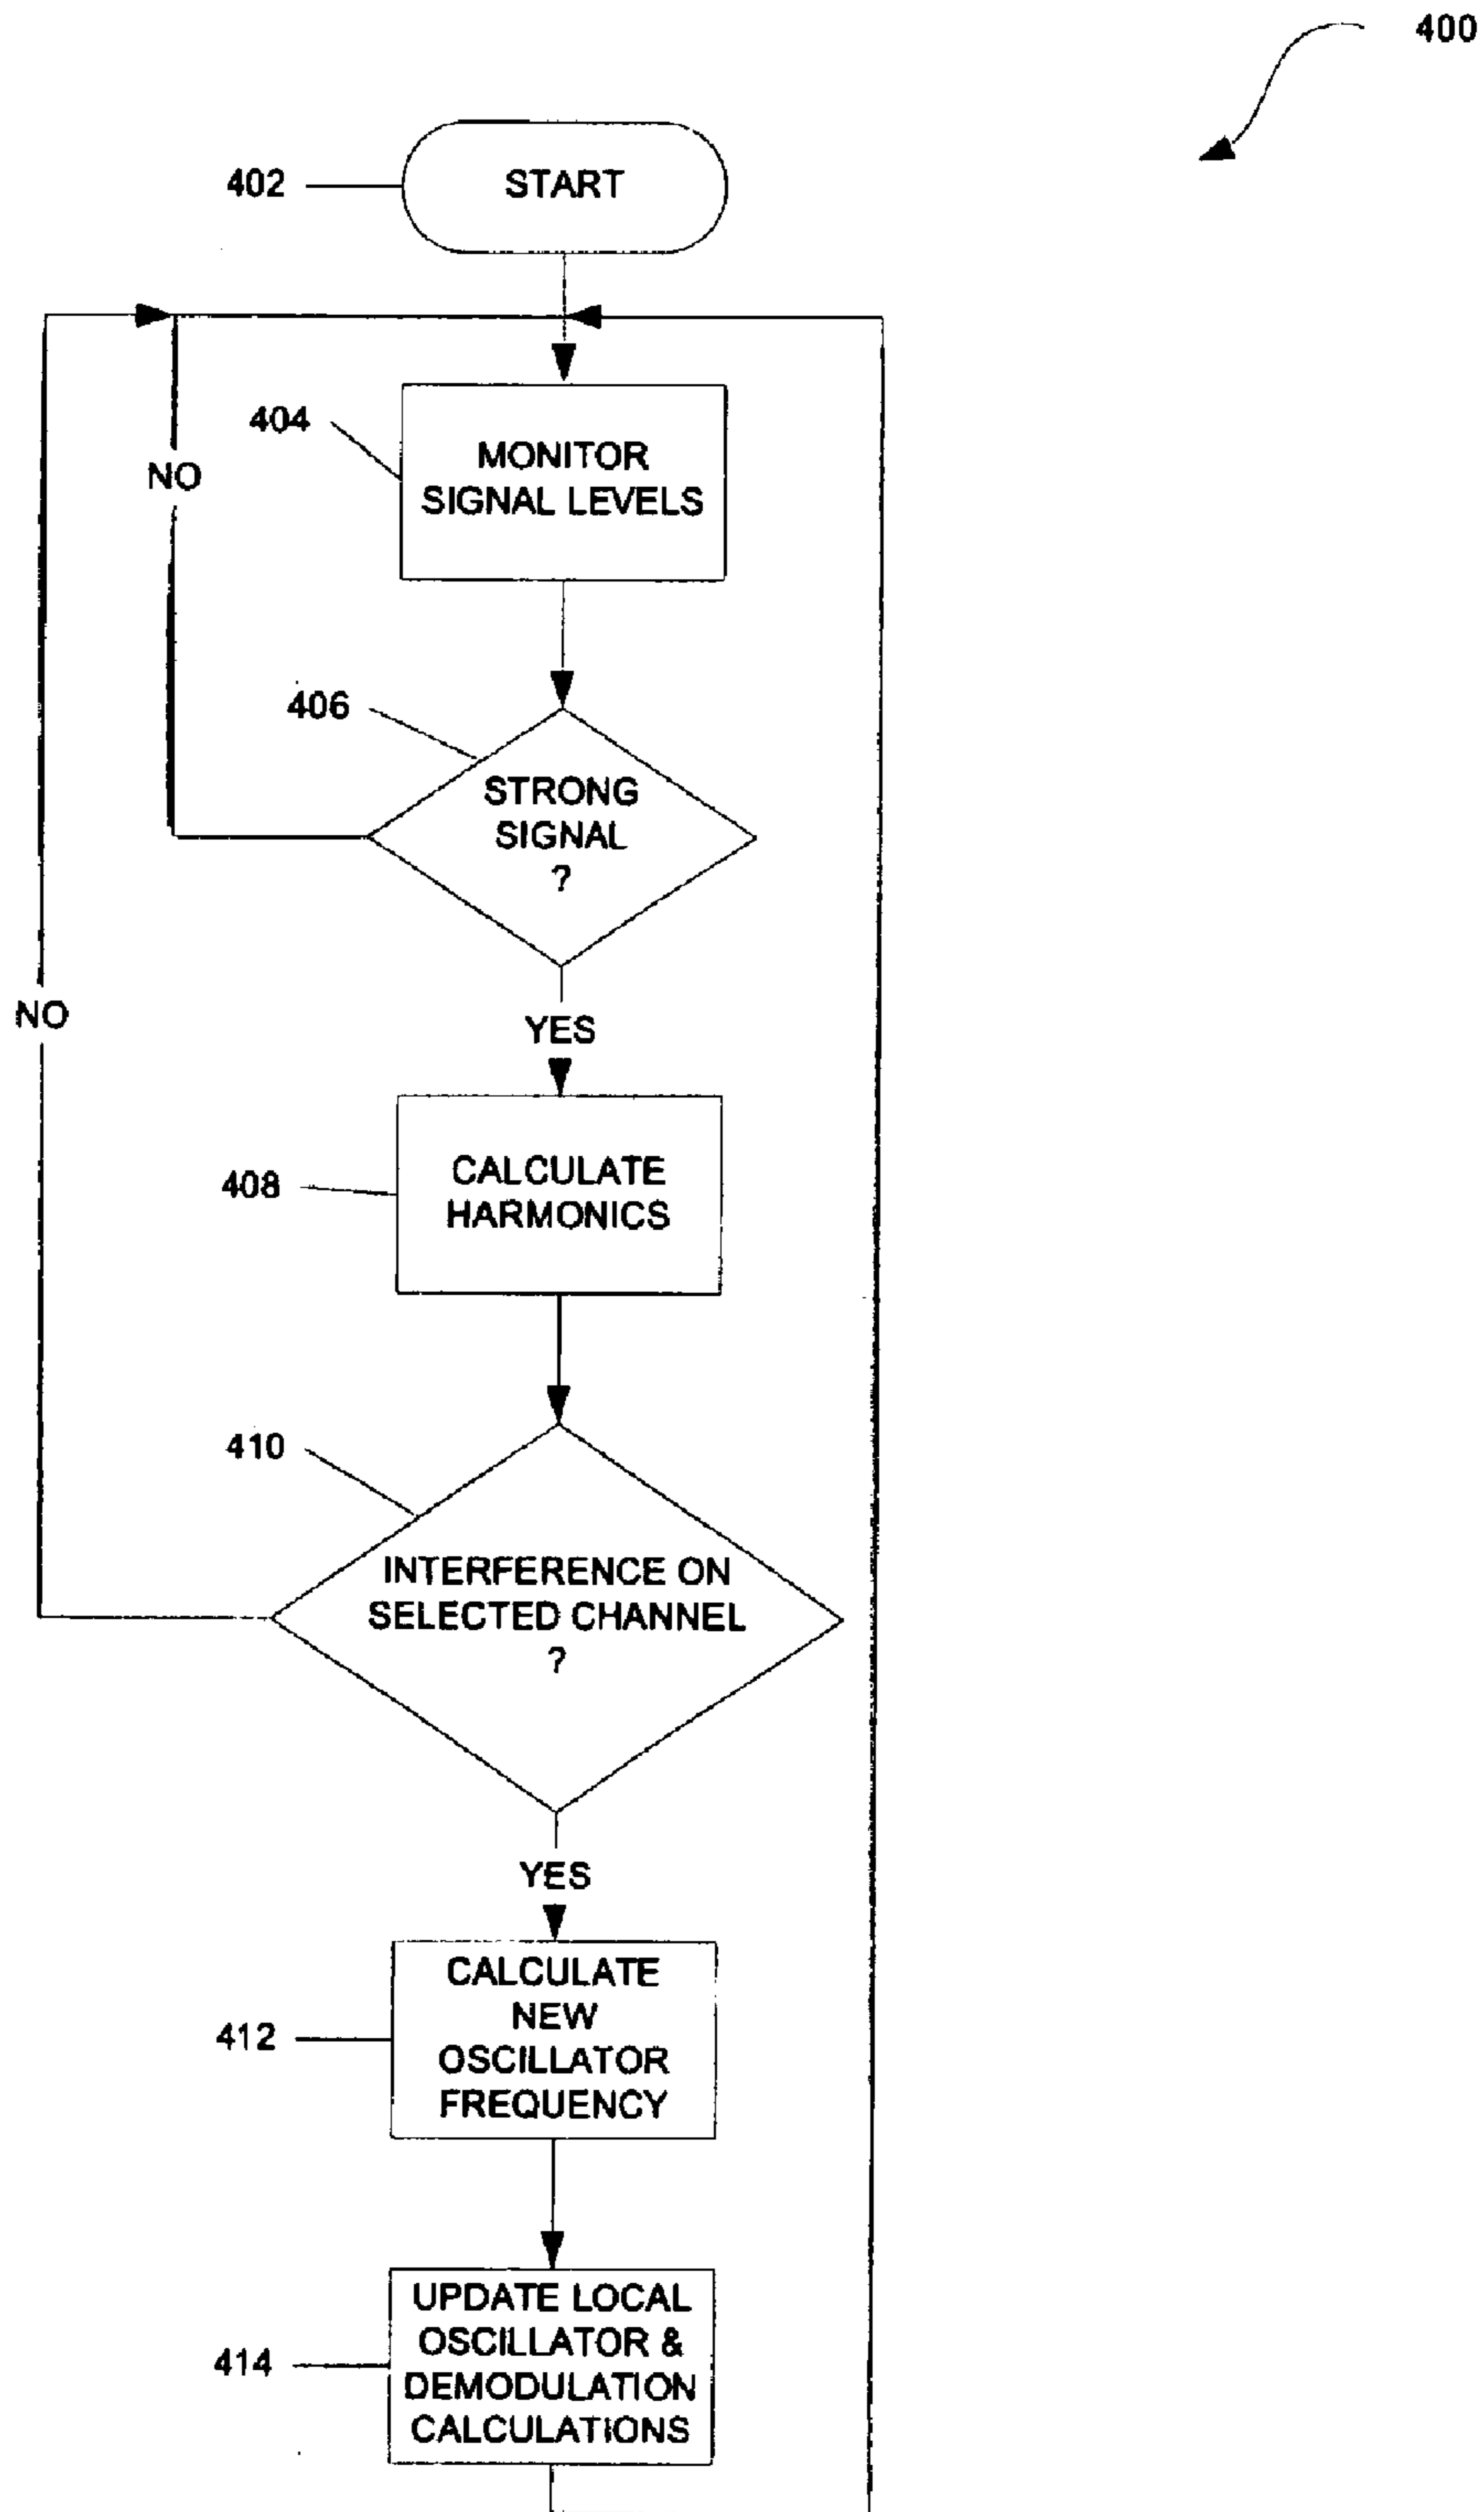 400
402
START
404
MONITOR
SIGNAL LEVELS
NO
406
STRONG
SIGNAL
?
NO
YES
408
CALCULATE
HARMONICS
410
INTERFERENCE ON
SELECTED CHANNEL
?
YES
412
CALCULATE
NEW
OSCILLATOR
FREQUENCY
414
UPDATE LOCAL
OSCILLATOR &
DEMODULATION
CALCULATIONS